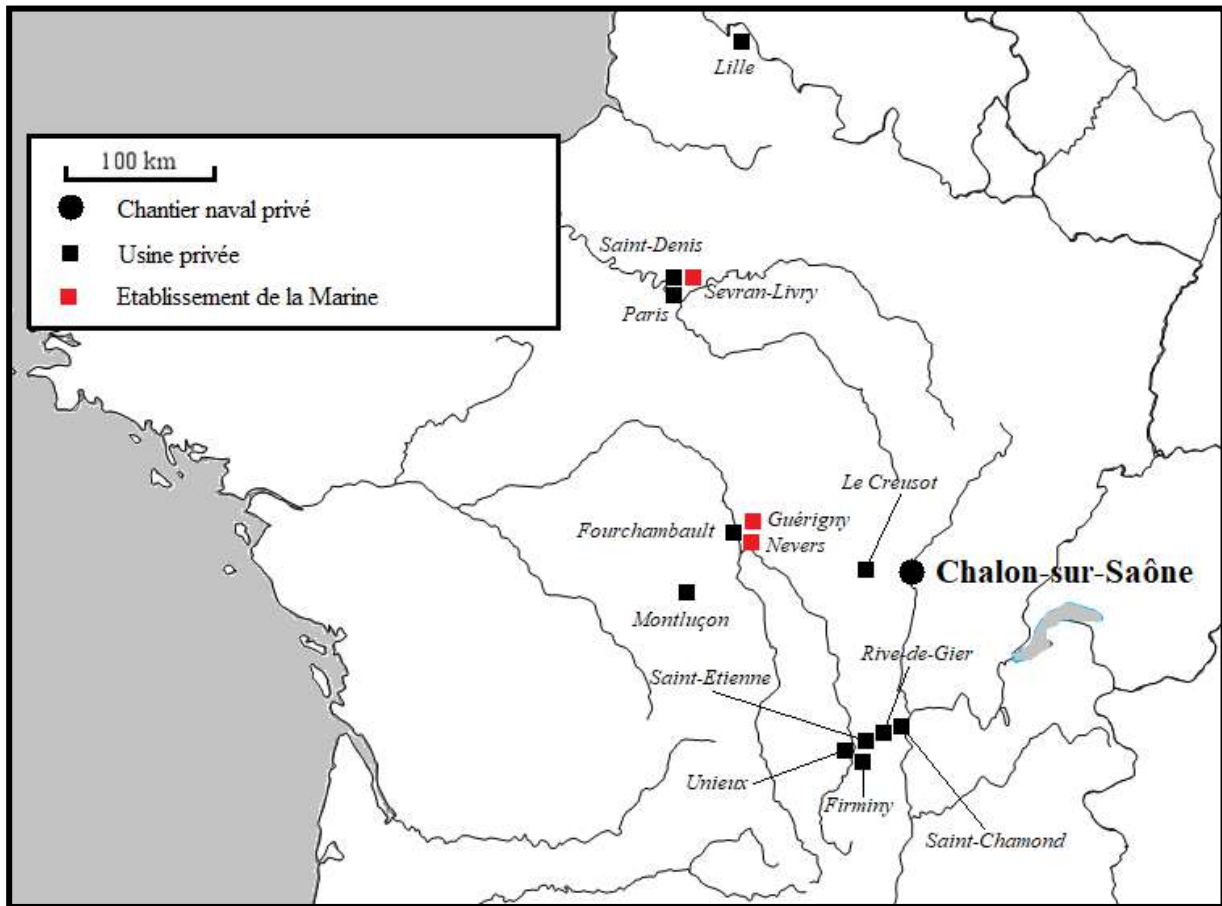 Lille
100 km
Chantier naval privé
Usine privée
Etablissement de la Marine
Saint-Denis
Sevran-Livry
Paris
Le Creusot
Guérigny
Fourchambault
Nevers
Chalon-sur-Saône
Montluçon
Rive-de-Gier
Saint-Etienne
Unieux
Firminy
Saint-Chamond